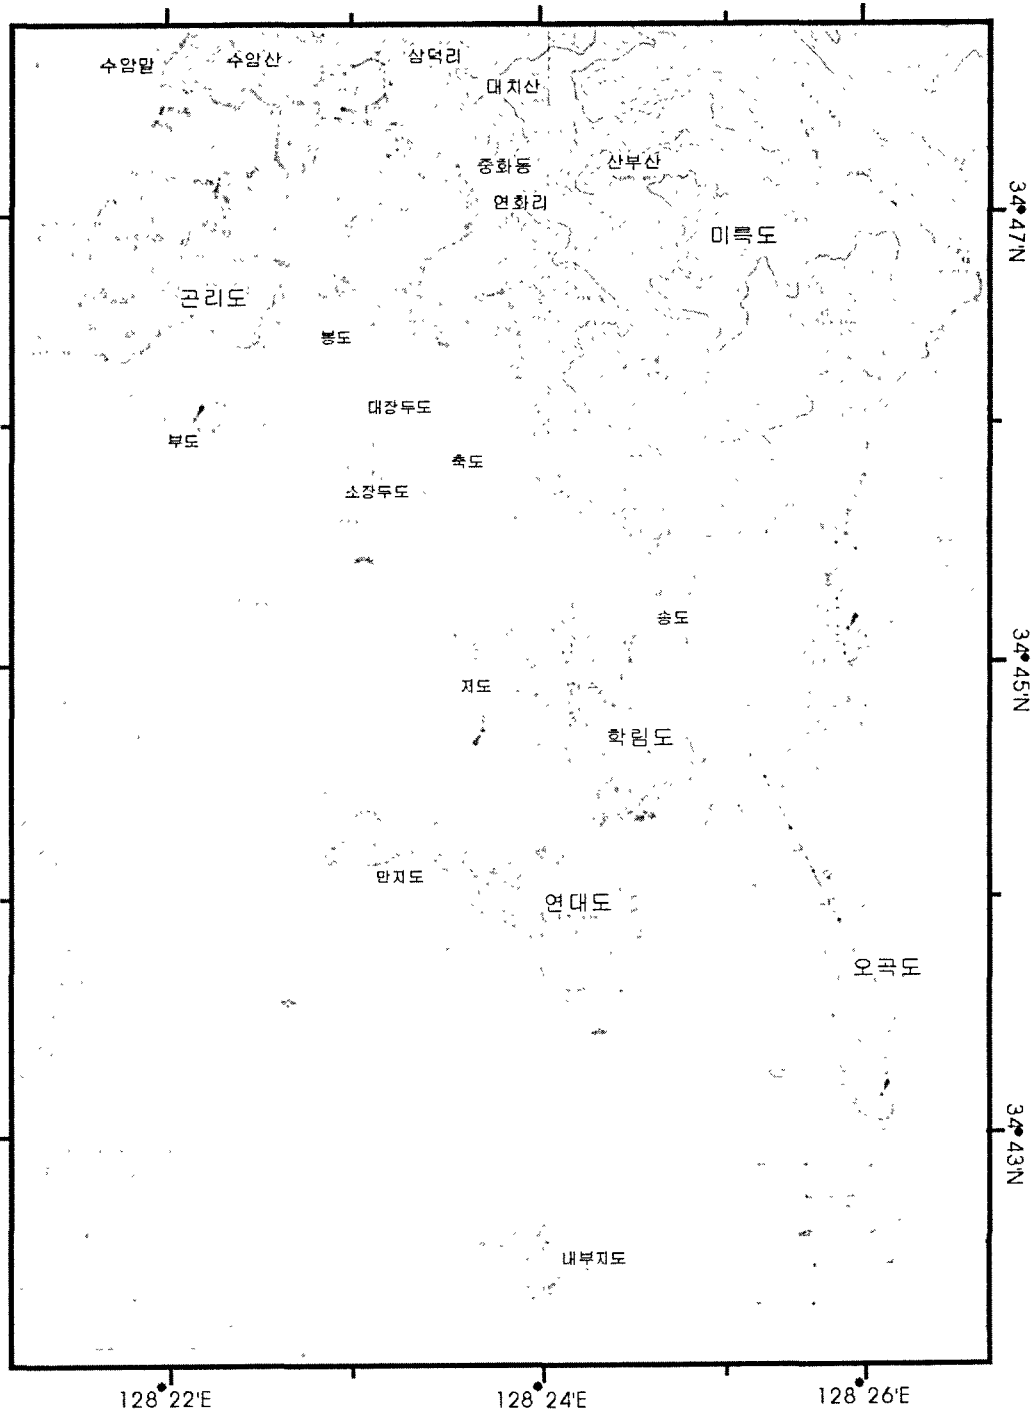 수암말
수암산
삼덕리
대치산
중화동
산부산
연화리
미륵도
34°47'N
곤리도
봉도
대장두도
부도
축도
소장두도
송도
34°45'N
저도
학림도
만지도
연대도
오곡도
34°43'N
내부지도
128°22'E
128°24'E
128°26'E